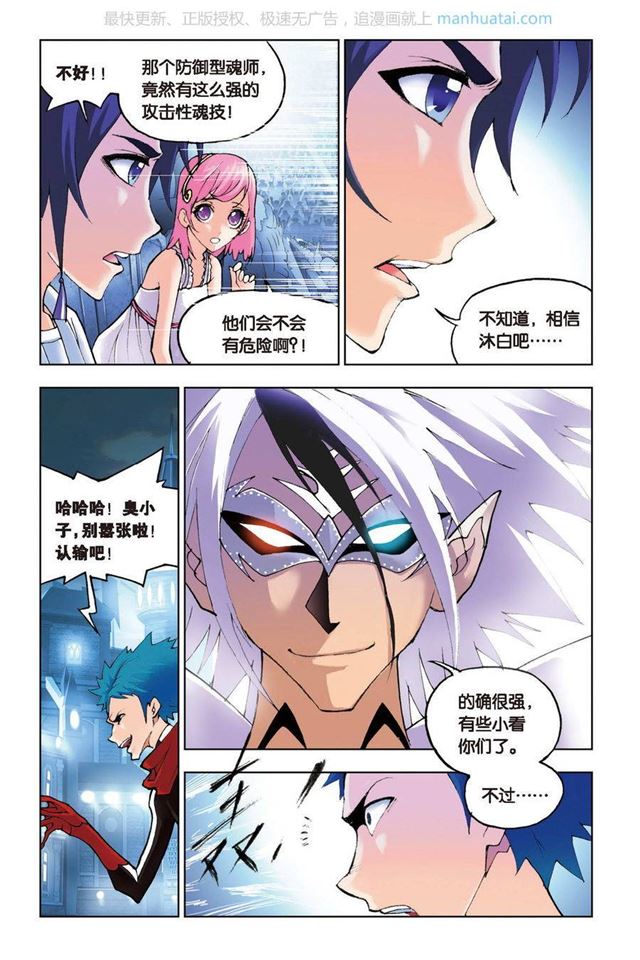 最快更新、正版授权、极速无广告，追漫画就上 manhuatai.com
不好！！
那个防御型魂师，
竟然有这么强的
攻击性魂技！
他们会不会
有危险啊？！
不知道，相信
沐白吧……
哈哈哈！奥小
子，别嚣张啦！
认输吧！
的确很强，
有些小看
你们了。
不过……